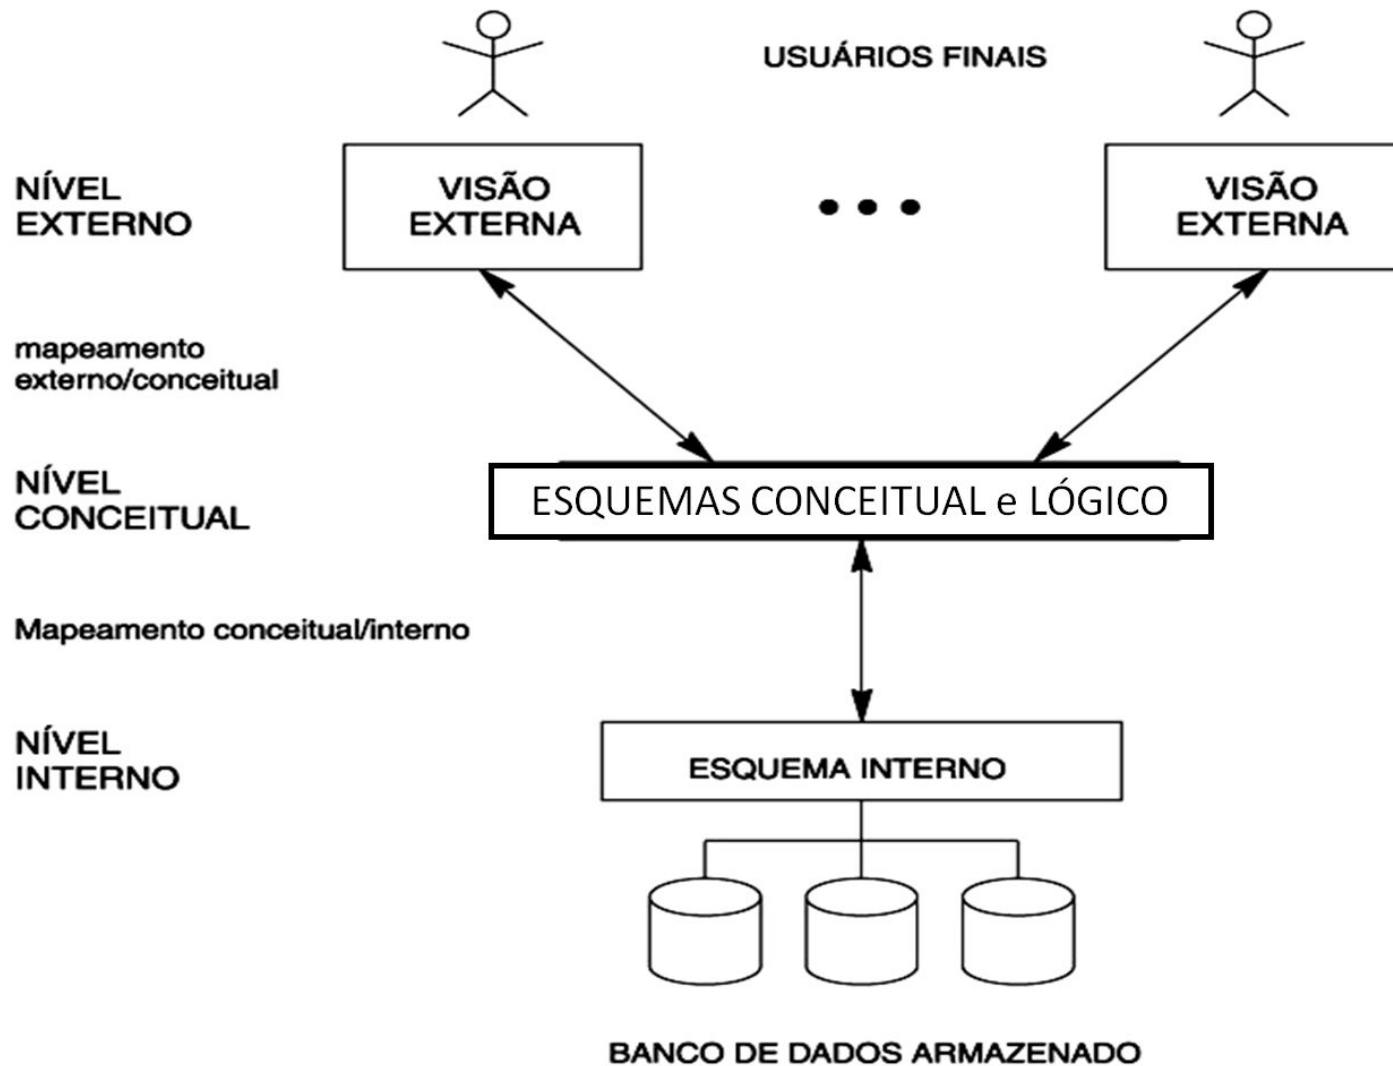 USUÁRIOS FINAIS
NÍVEL
EXTERNO
VISÃO
EXTERNA
VISÃO
EXTERNA
mapeamento
externo/conceitual
NÍVEL
CONCEITUAL
ESQUEMAS CONCEITUAL e LÓGICO
Mapeamento conceitual/interno
NÍVEL
INTERNO
ESQUEMA INTERNO
BANCO DE DADOS ARMAZENADO